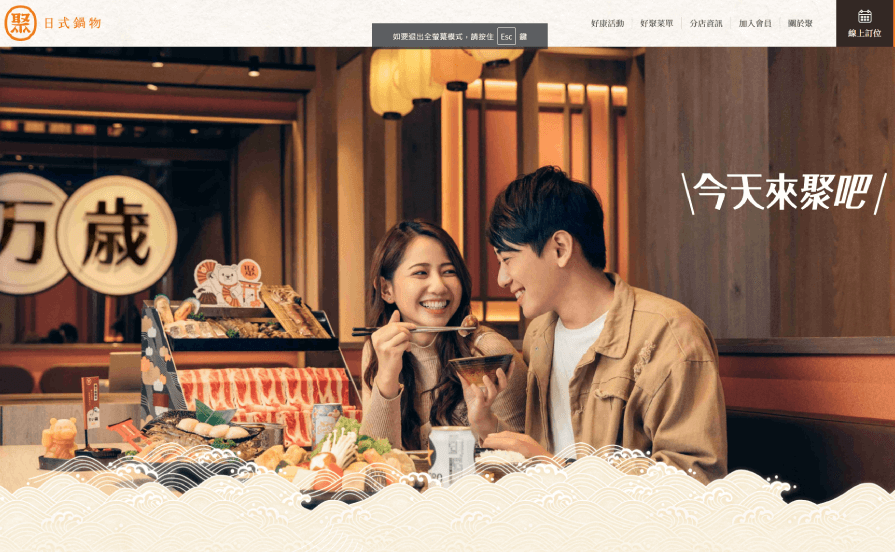 聚 日式鍋物
如要退出全螢幕模式，請按住 Esc 鍵
好康活動 好聚菜單 分店資訊 加入會員 關於聚
線上訂位
\今天來聚吧/
万 歳
聚